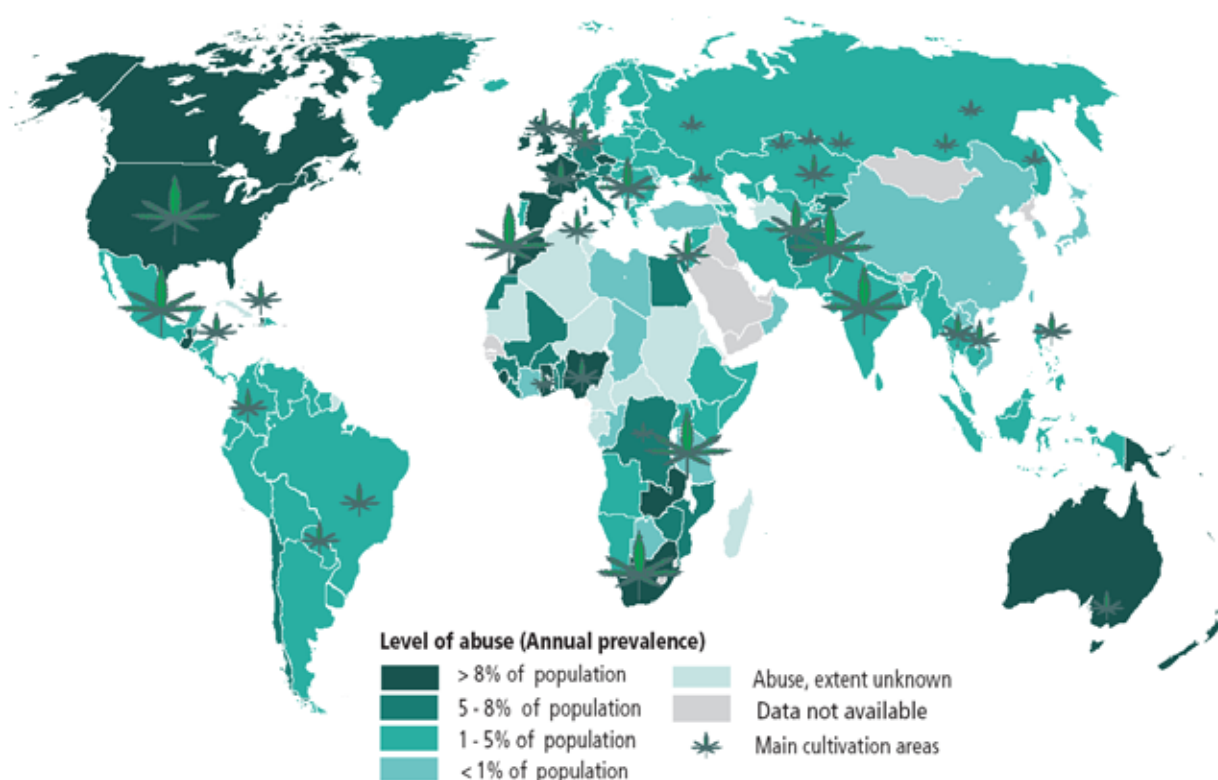 Level of abuse (Annual prevalence)
> 8% of population
5 - 8% of population
1 - 5% of population
< 1% of population
Abuse, extent unknown
Data not available
Main cultivation areas